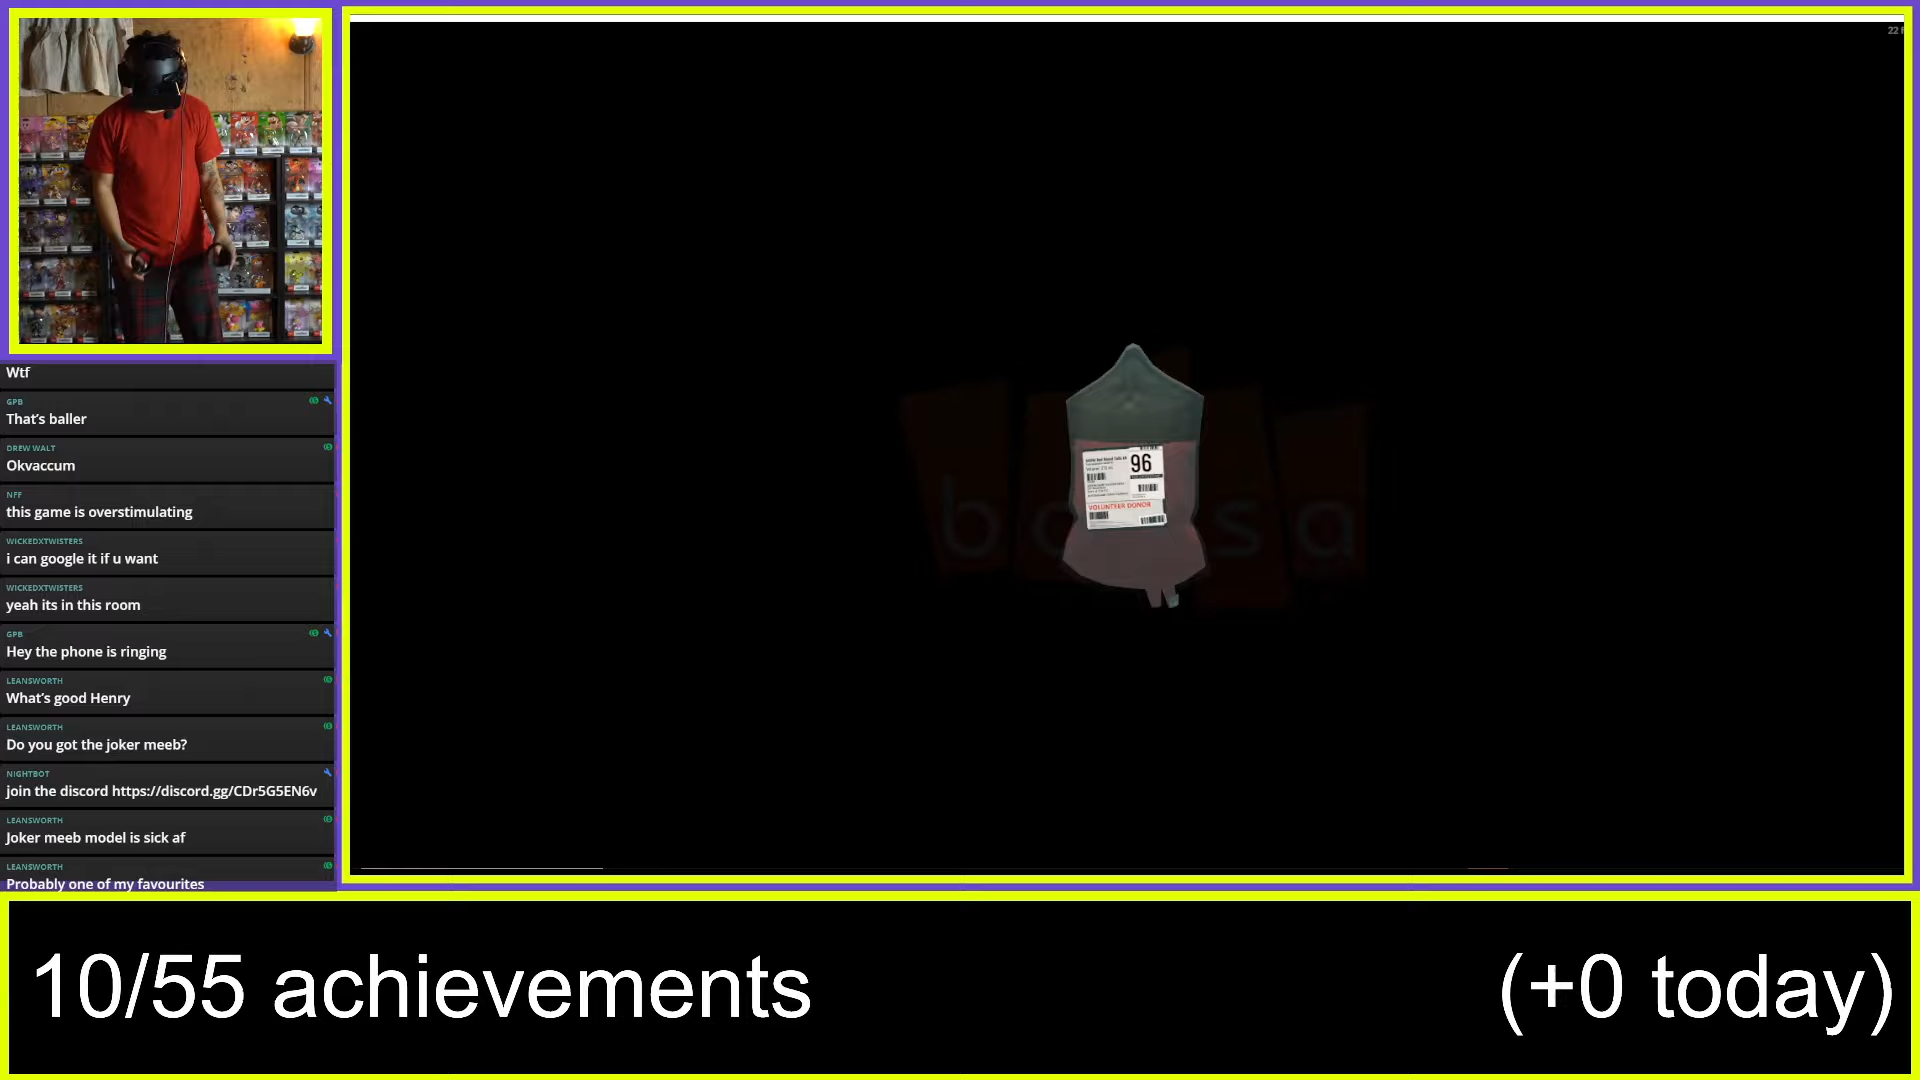 22
Wtf
GPB
That's baller
DREW WALT
Okvaccum
NFF
this game is overstimulating
WICKEDXTWISTERS
i can google it if u want
WICKEDXTWISTERS
yeah its in this room
GPB
Hey the phone is ringing
LEANSWORTH
What's good Henry
LEANSWORTH
Do you got the joker meeb?
NIGHTBOT
join the discord https://discord.gg/CDr5G5EN6v
LEANSWORTH
Joker meeb model is sick af
LEANSWORTH
Probably one of my favourites
96
VOLUNTEER DONOR
10/55 achievements
(+0 today)